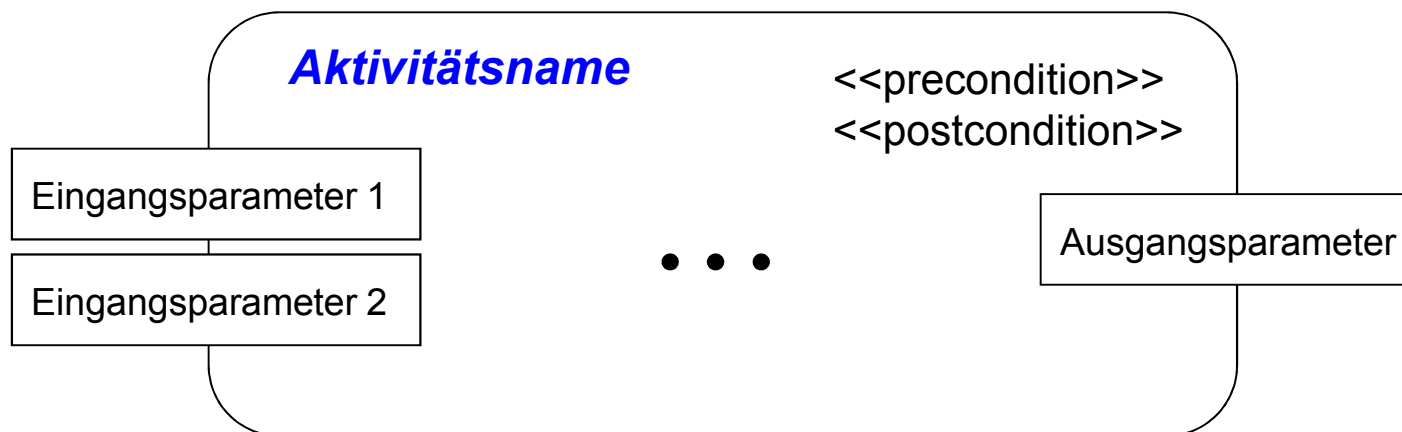 Aktivitätsname
<<precondition>>
<<postcondition>>
Eingangsparameter 1
Eingangsparameter 2
• • •
Ausgangsparameter